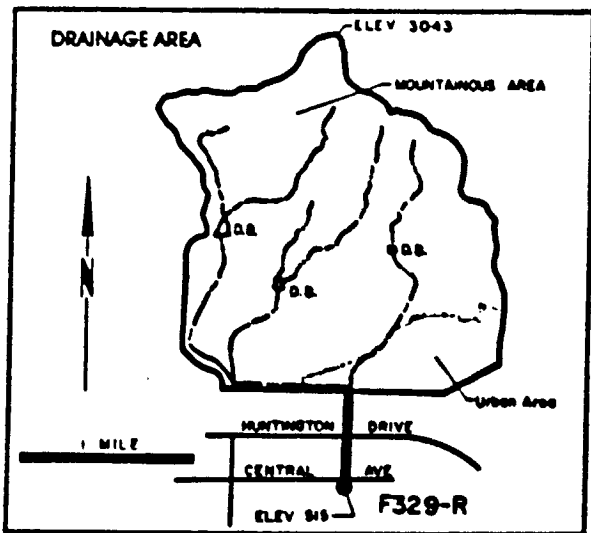 DRAINAGE AREA
ELEV 3043
MOUNTAINOUS AREA
D.B.
D.B.
D.B.
N
Urban Area
HUNTINGTON DRIVE
1 MILE
CENTRAL AVE
F329-R
ELEV 515